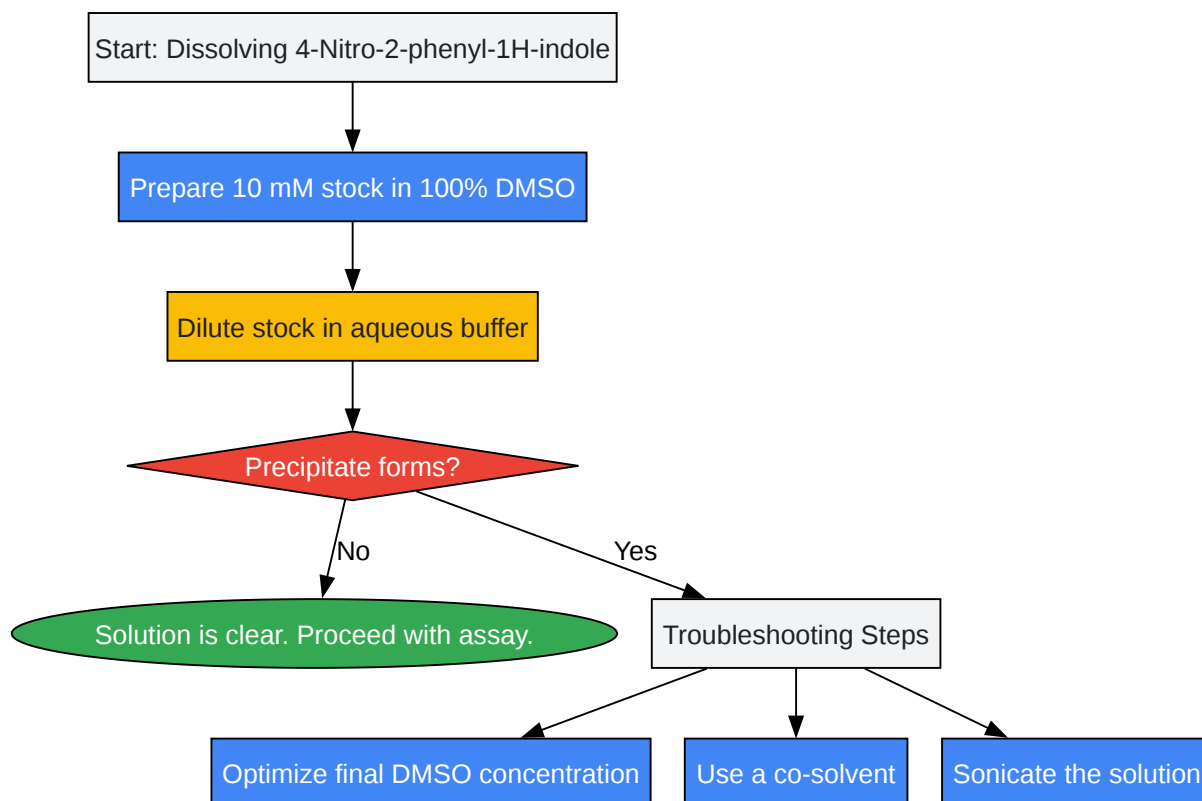 Start: Dissolving 4-Nitro-2-phenyl-1H-indole
Prepare 10 mM stock in 100% DMSO
Dilute stock in aqueous buffer
Precipitate forms?
No
Yes
Solution is clear. Proceed with assay.
Troubleshooting Steps
Optimize final DMSO concentration
Use a co-solvent
Sonicate the solution